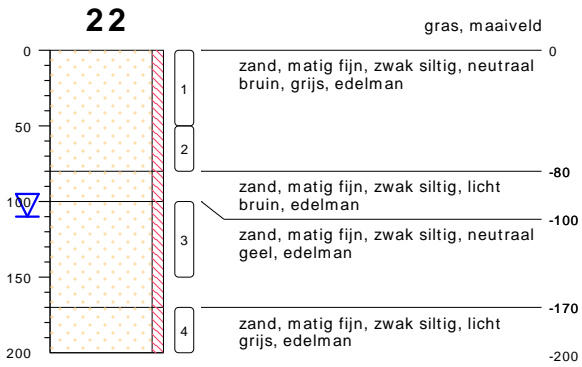 22
gras, maaiveld
0
0
zand, matig fijn, zwak siltig, neutraal
bruin, grijs, edelman
1
50
2
-80
zand, matig fijn, zwak siltig, licht
bruin, edelman
100
-100
zand, matig fijn, zwak siltig, neutraal
geel, edelman
3
150
-170
zand, matig fijn, zwak siltig, licht
grijs, edelman
4
200
-200